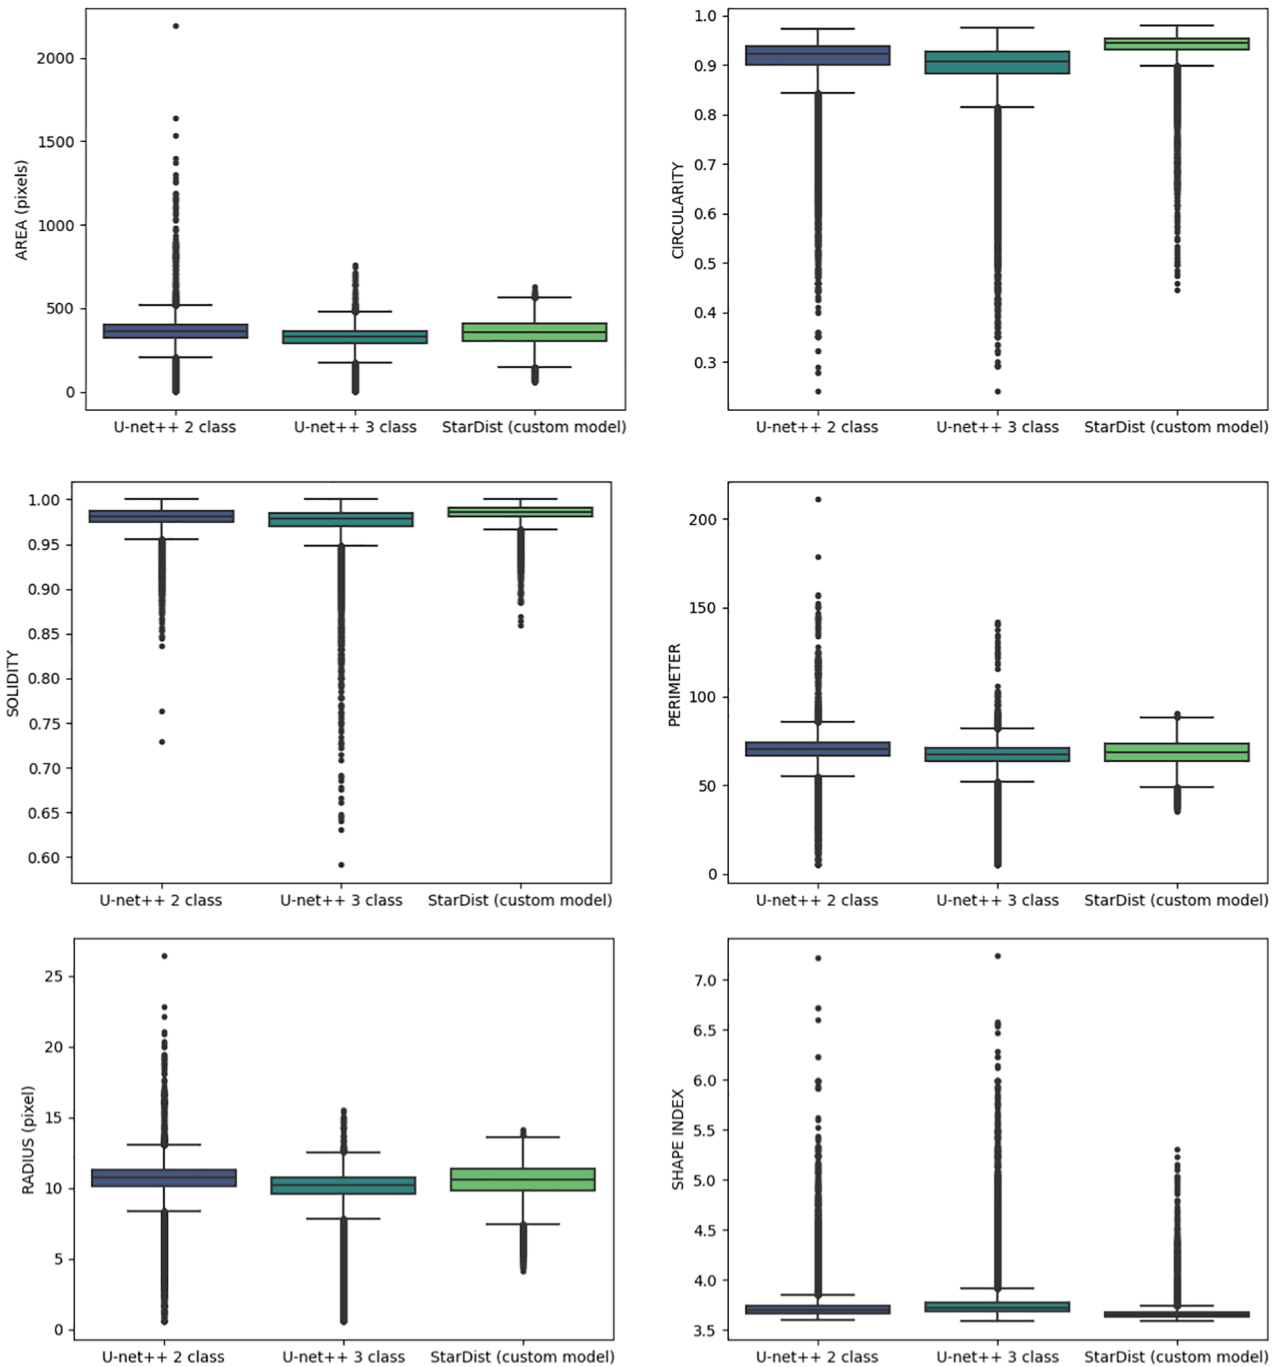 AREA (pixels)
2000
1500
1000
500
0
U-net++ 2 class
U-net++ 3 class
StarDist (custom model)
CIRCULARITY
1.0
0.9
0.8
0.7
0.6
0.5
0.4
0.3
U-net++ 2 class
U-net++ 3 class
StarDist (custom model)
SOLIDITY
1.00
0.95
0.90
0.85
0.80
0.75
0.70
0.65
0.60
U-net++ 2 class
U-net++ 3 class
StarDist (custom model)
PERIMETER
200
150
100
50
0
U-net++ 2 class
U-net++ 3 class
StarDist (custom model)
RADIUS (pixel)
25
20
15
10
5
0
U-net++ 2 class
U-net++ 3 class
StarDist (custom model)
SHAPE INDEX
7.0
6.5
6.0
5.5
5.0
4.5
4.0
3.5
U-net++ 2 class
U-net++ 3 class
StarDist (custom model)